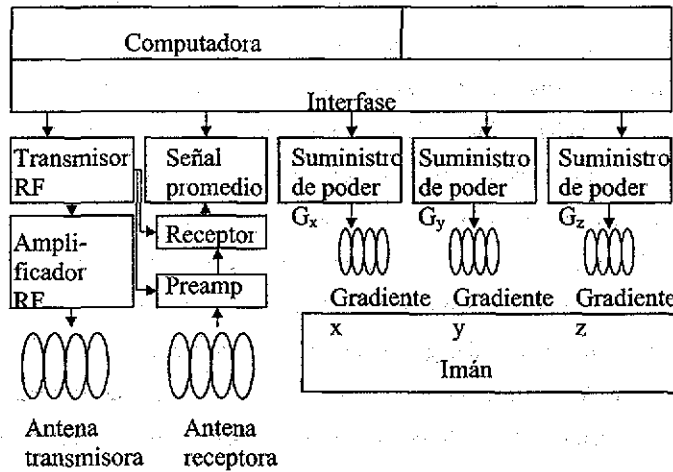 Computadora
Interfase
Transmisor
RF
Señal
promedio
Suministro
de poder
Gx
Suministro
de poder
Gy
Suministro
de poder
Gz
Ampli-
ficador
RF
Receptor
Preamp
Gradiente
x
Gradiente
y
Gradiente
z
Imán
Antena
transmisora
Antena
receptora